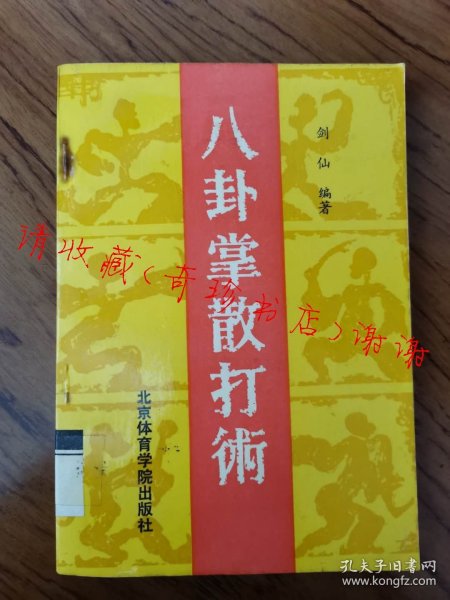 八卦掌散打術
剑仙 编著
北京体育学院出版社
请收藏(奇珍书店)谢谢
孔夫子旧书网
www.kongfz.com